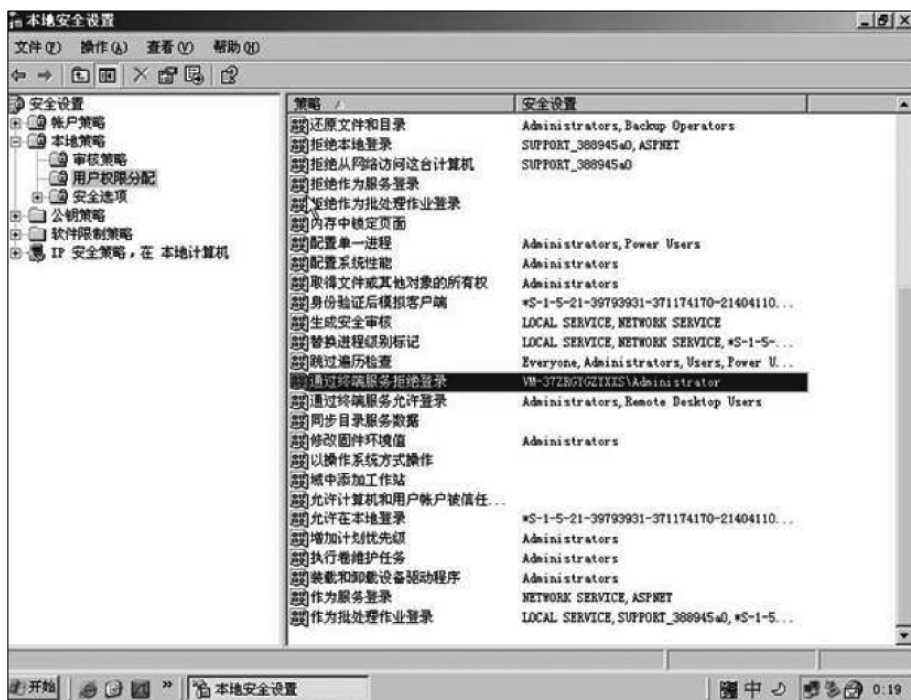 本地安全设置
文件(F) 操作(A) 查看(V) 帮助(H)
安全设置
帐户策略
本地策略
审核策略
用户权限分配
安全选项
公钥策略
软件限制策略
IP 安全策略，在 本地计算机
策略 / 安全设置
还原文件和目录 Administrators, Backup Operators
拒绝本地登录 SUPPORT_388945a0, ASPNET
拒绝从网络访问这台计算机 SUPPORT_388945a0
拒绝作为服务登录
拒绝作为批处理作业登录
内存中锁定页面
配置单一进程 Administrators, Power Users
配置系统性能 Administrators
取得文件或其他对象的所有权 Administrators
身份验证后模拟客户端 *S-1-5-21-39793931-371174170-21404110...
生成安全审核 LOCAL SERVICE, NETWORK SERVICE
替换进程级别标记 LOCAL SERVICE, NETWORK SERVICE, *S-1-5-...
跳过遍历检查 Everyone, Administrators, Users, Power U...
通过终端服务拒绝登录 VM-37ZRGYGZYXXS\Administrator
通过终端服务允许登录 Administrators, Remote Desktop Users
同步目录服务数据
修改固件环境值 Administrators
以操作系统方式操作
域中添加工作站
允许计算机和用户帐户被信任...
允许在本地登录 *S-1-5-21-39793931-371174170-21404110...
增加计划优先级 Administrators
执行卷维护任务 Administrators
装载和卸载设备驱动程序 Administrators
作为服务登录 NETWORK SERVICE, ASPNET
作为批处理作业登录 LOCAL SERVICE, SUPPORT_388945a0, *S-1-5...
开始 » 本地安全设置 中 0:19